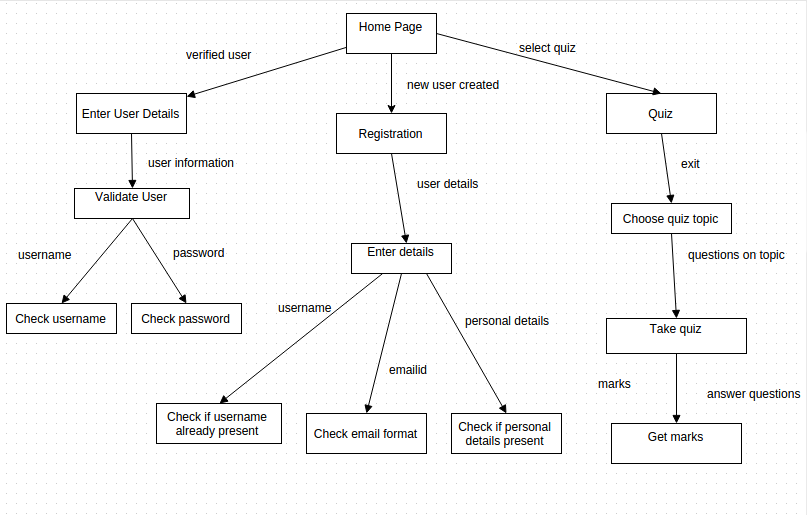 Home Page
select quiz
verified user
new user created
Enter User Details
Registration
Quiz
user information
exit
user details
Validate User
Choose quiz topic
username
password
Enter details
questions on topic
username
personal details
Check username
Check password
Take quiz
emailid
marks
answer questions
Check if username
already present
Check email format
Check if personal
details present
Get marks